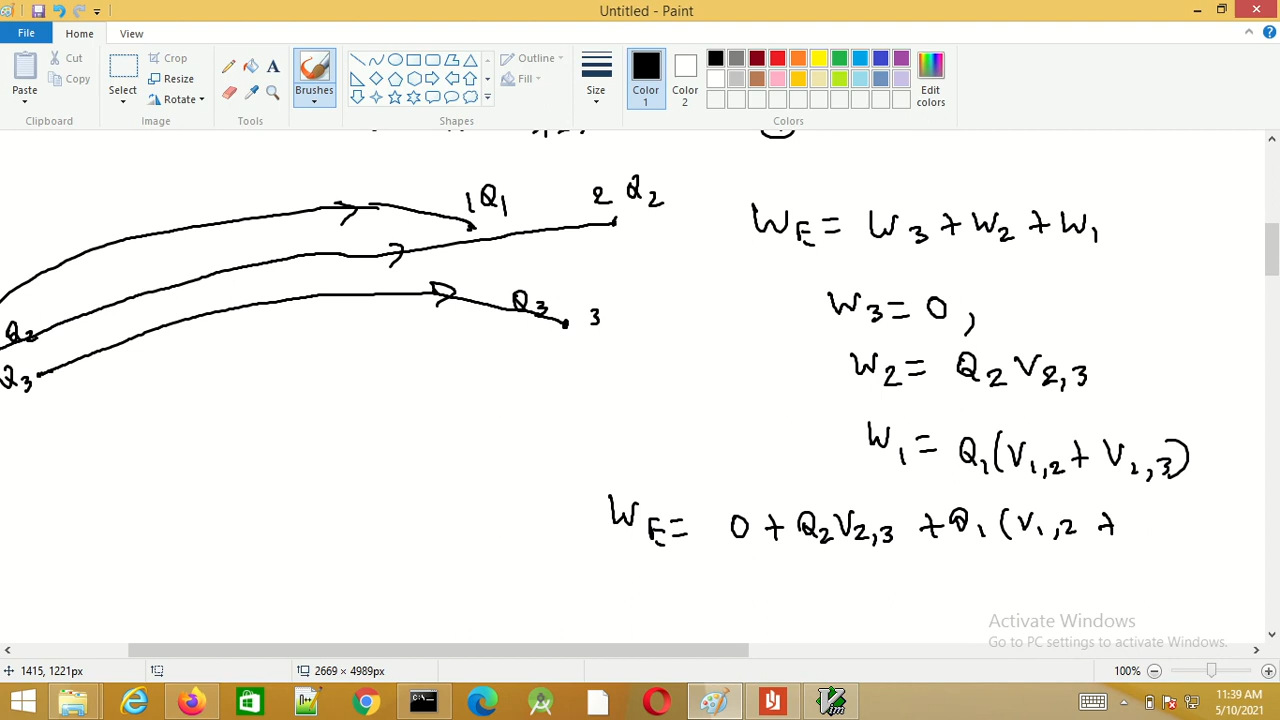 Untitled - Paint
File Home View
Paste Cut Copy Clipboard
Select Crop Resize Rotate Image
A Tools
Brushes
Outline Fill Shapes
Size
Color 1 Color 2 Edit colors Colors
1 Q1 2 Q2
Q2 Q3 3
Q3
WE = W3 + W2 + W1
W3 = 0,
W2 = Q2 V2,3
W1 = Q1(V1,2 + V1,3)
WE = 0 + Q2V2,3 + Q1 (V1,2 +
Activate Windows
Go to PC settings to activate Windows.
1415, 1221px 2669 × 4989px 100%
11:39 AM
5/10/2021